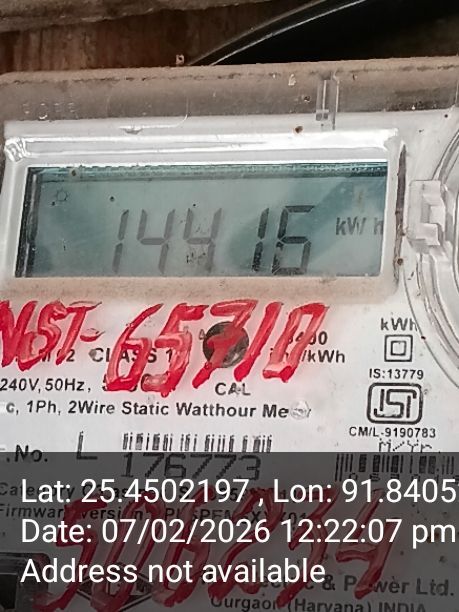 14416 kWh
NST-65710
kWh
CLASS 1
/kWh
240V, 50Hz,
IS:13779
CAL
c, 1Ph, 2Wire Static Watthour Me
CM/L-9190783
.No. L 176773
Lat: 25.4502197 , Lon: 91.8405
Date: 07/02/2026 12:22:07 pm
Address not available
& Power Ltd.
Gurgaon, Haryana INDIA